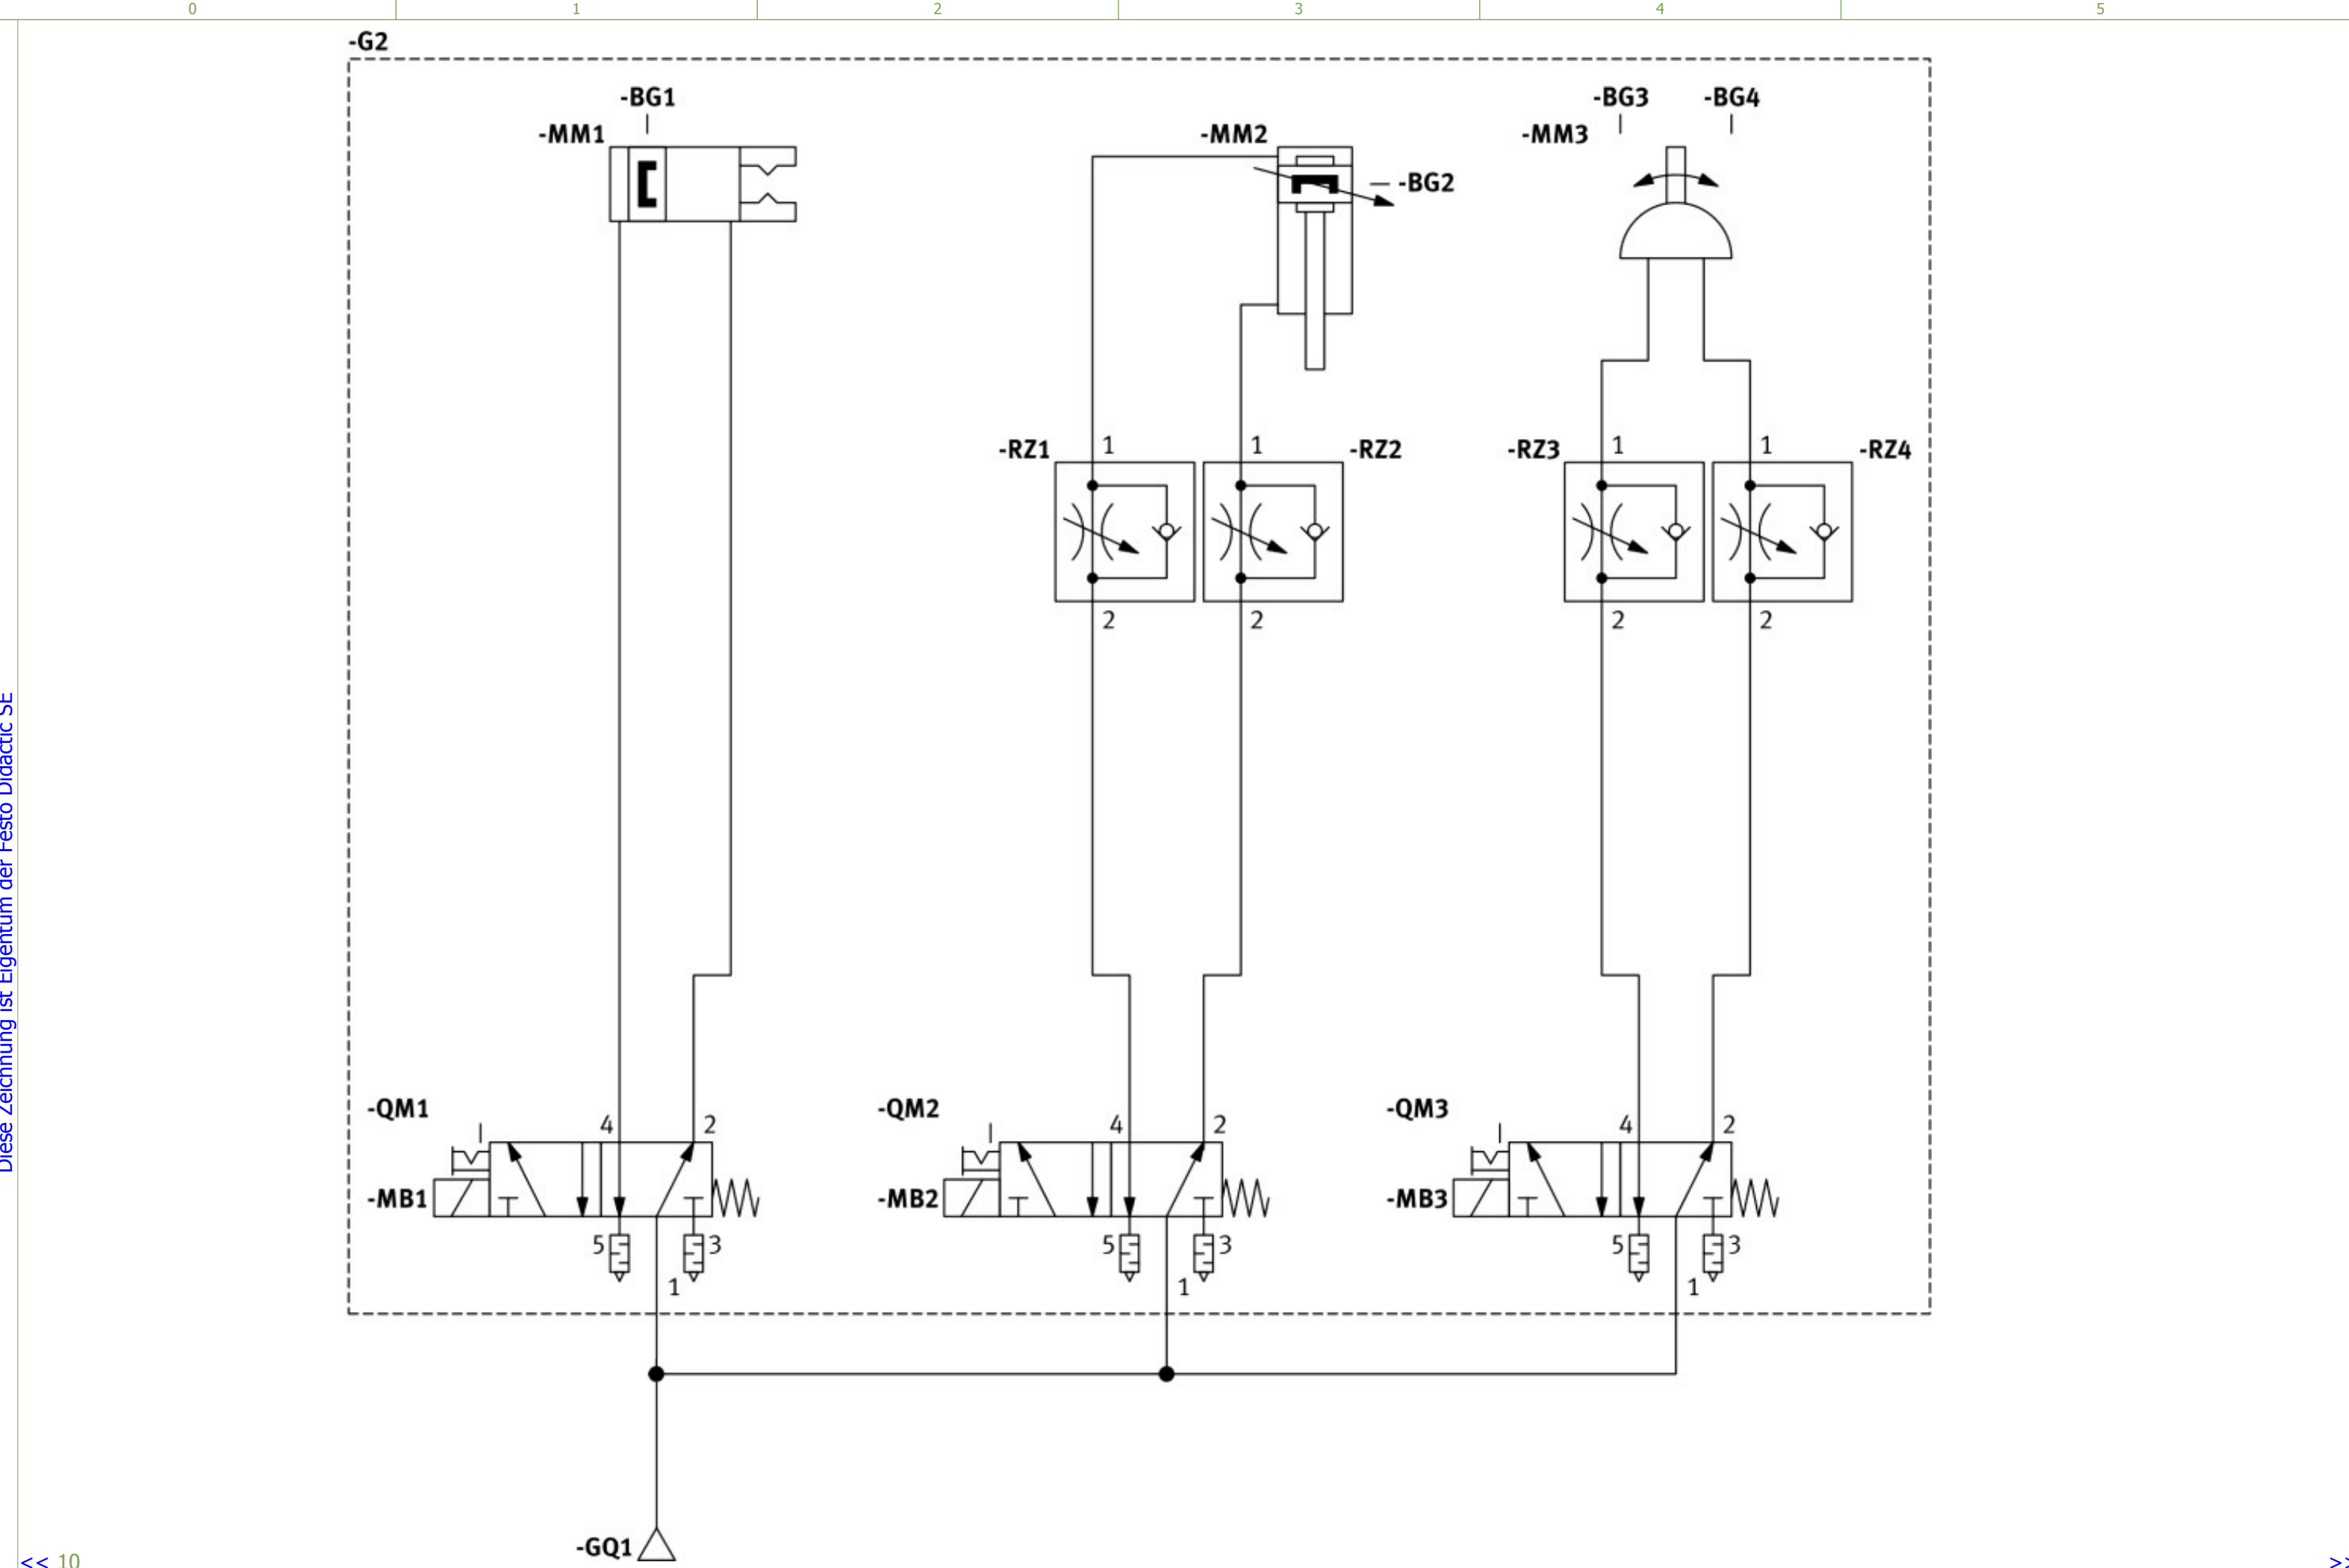 0 1 2 3 4 5
-G2
-BG1 -BG3 -BG4
-MM1 -MM2 -MM3
-BG2
-RZ1 1 1 -RZ2 -RZ3 1 1 -RZ4
2 2 2 2
-QM1 4 2 -QM2 4 2 -QM3 4 2
-MB1 -MB2 -MB3
5 3 5 3 5 3
1 1 1
-GQ1
<< 10
Diese Zeichnung ist Eigentum der Festo Didactic SE